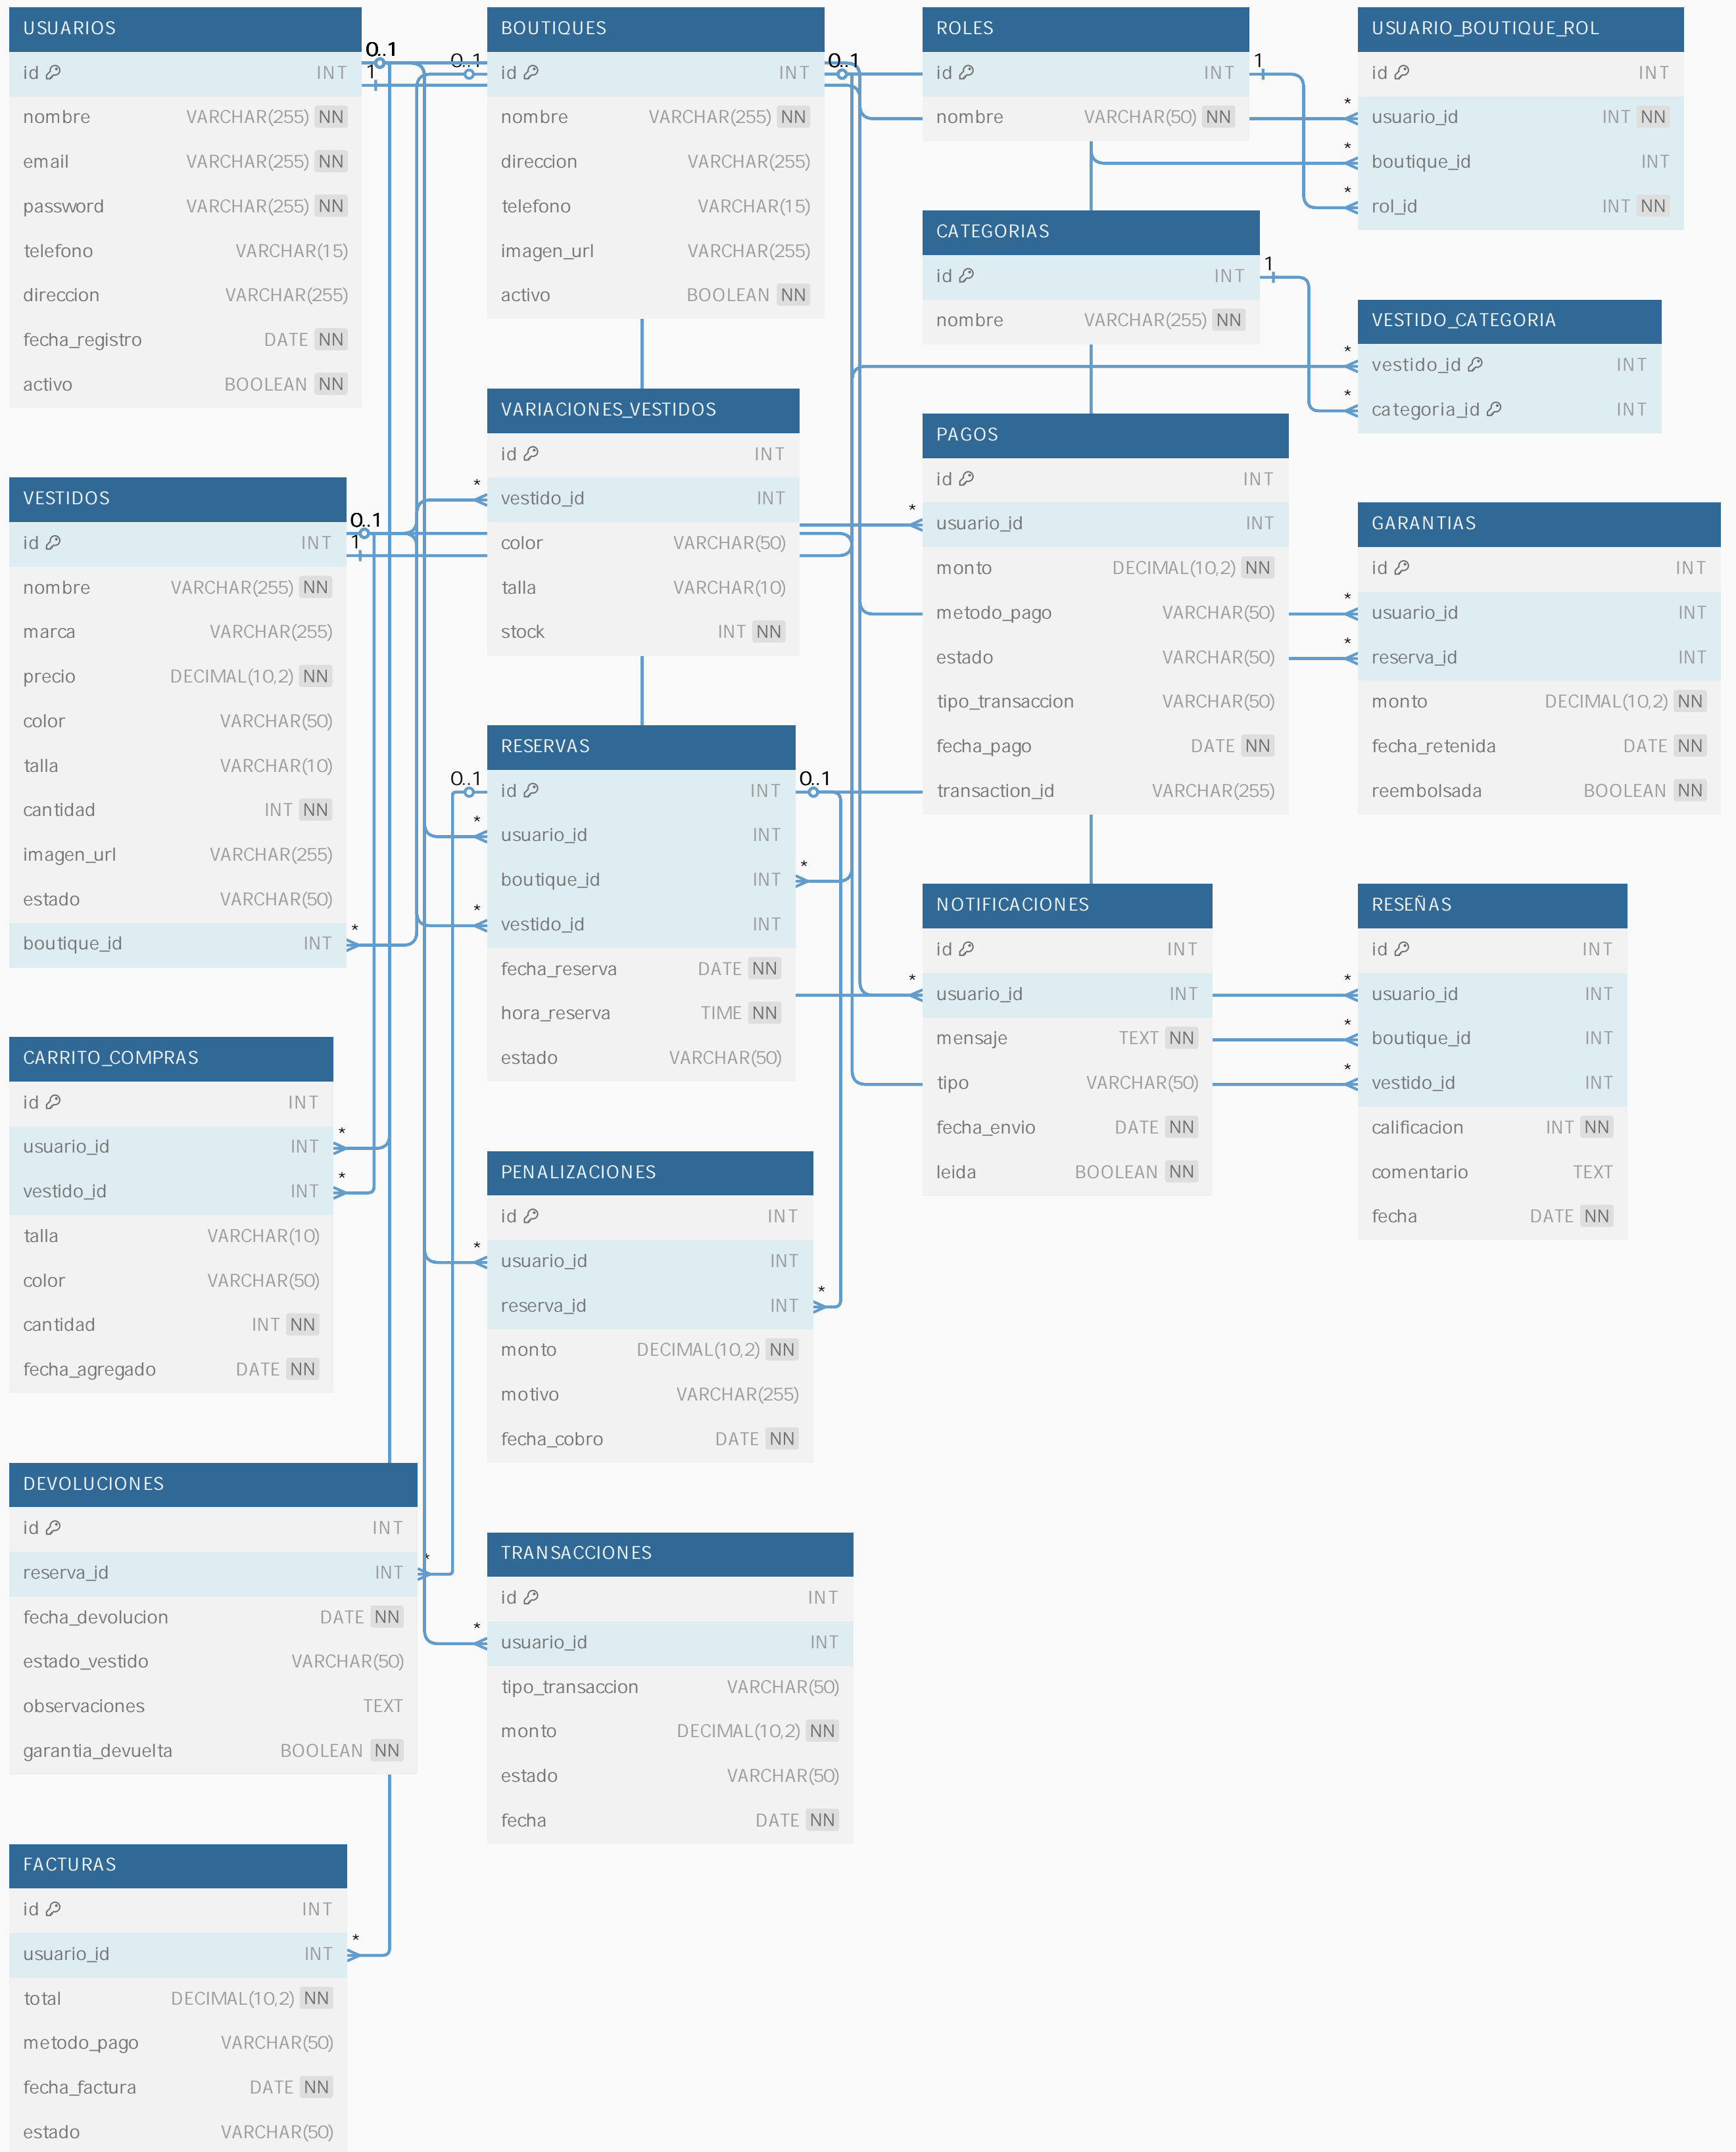 USUARIOS
id INT
nombre VARCHAR(255) NN
email VARCHAR(255) NN
password VARCHAR(255) NN
telefono VARCHAR(15)
direccion VARCHAR(255)
fecha_registro DATE NN
activo BOOLEAN NN
0..1
1
VESTIDOS
id INT
nombre VARCHAR(255) NN
marca VARCHAR(255)
precio DECIMAL(10,2) NN
color VARCHAR(50)
talla VARCHAR(10)
cantidad INT NN
imagen_url VARCHAR(255)
estado VARCHAR(50)
boutique_id INT
0..1
1
*
CARRITO_COMPRAS
id INT
usuario_id INT
vestido_id INT
talla VARCHAR(10)
color VARCHAR(50)
cantidad INT NN
fecha_agregado DATE NN
*
*
DEVOLUCIONES
id INT
reserva_id INT
fecha_devolucion DATE NN
estado_vestido VARCHAR(50)
observaciones TEXT
garantia_devuelta BOOLEAN NN
*
FACTURAS
id INT
usuario_id INT
total DECIMAL(10,2) NN
metodo_pago VARCHAR(50)
fecha_factura DATE NN
estado VARCHAR(50)
*
BOUTIQUES
id INT
nombre VARCHAR(255) NN
direccion VARCHAR(255)
telefono VARCHAR(15)
imagen_url VARCHAR(255)
activo BOOLEAN NN
0..1
0..1
VARIACIONES_VESTIDOS
id INT
vestido_id INT
color VARCHAR(50)
talla VARCHAR(10)
stock INT NN
*
RESERVAS
id INT
usuario_id INT
boutique_id INT
vestido_id INT
fecha_reserva DATE NN
hora_reserva TIME NN
estado VARCHAR(50)
0..1
0..1
*
*
*
PENALIZACIONES
id INT
usuario_id INT
reserva_id INT
monto DECIMAL(10,2) NN
motivo VARCHAR(255)
fecha_cobro DATE NN
*
*
TRANSACCIONES
id INT
usuario_id INT
tipo_transaccion VARCHAR(50)
monto DECIMAL(10,2) NN
estado VARCHAR(50)
fecha DATE NN
*
ROLES
id INT
nombre VARCHAR(50) NN
1
CATEGORIAS
id INT
nombre VARCHAR(255) NN
1
PAGOS
id INT
usuario_id INT
monto DECIMAL(10,2) NN
metodo_pago VARCHAR(50)
estado VARCHAR(50)
tipo_transaccion VARCHAR(50)
fecha_pago DATE NN
transaction_id VARCHAR(255)
*
NOTIFICACIONES
id INT
usuario_id INT
mensaje TEXT NN
tipo VARCHAR(50)
fecha_envio DATE NN
leida BOOLEAN NN
*
USUARIO_BOUTIQUE_ROL
id INT
usuario_id INT NN
boutique_id INT
rol_id INT NN
*
*
*
VESTIDO_CATEGORIA
vestido_id INT
categoria_id INT
*
*
GARANTIAS
id INT
usuario_id INT
reserva_id INT
monto DECIMAL(10,2) NN
fecha_retenida DATE NN
reembolsada BOOLEAN NN
*
*
RESEÑAS
id INT
usuario_id INT
boutique_id INT
vestido_id INT
calificacion INT NN
comentario TEXT
fecha DATE NN
*
*
*